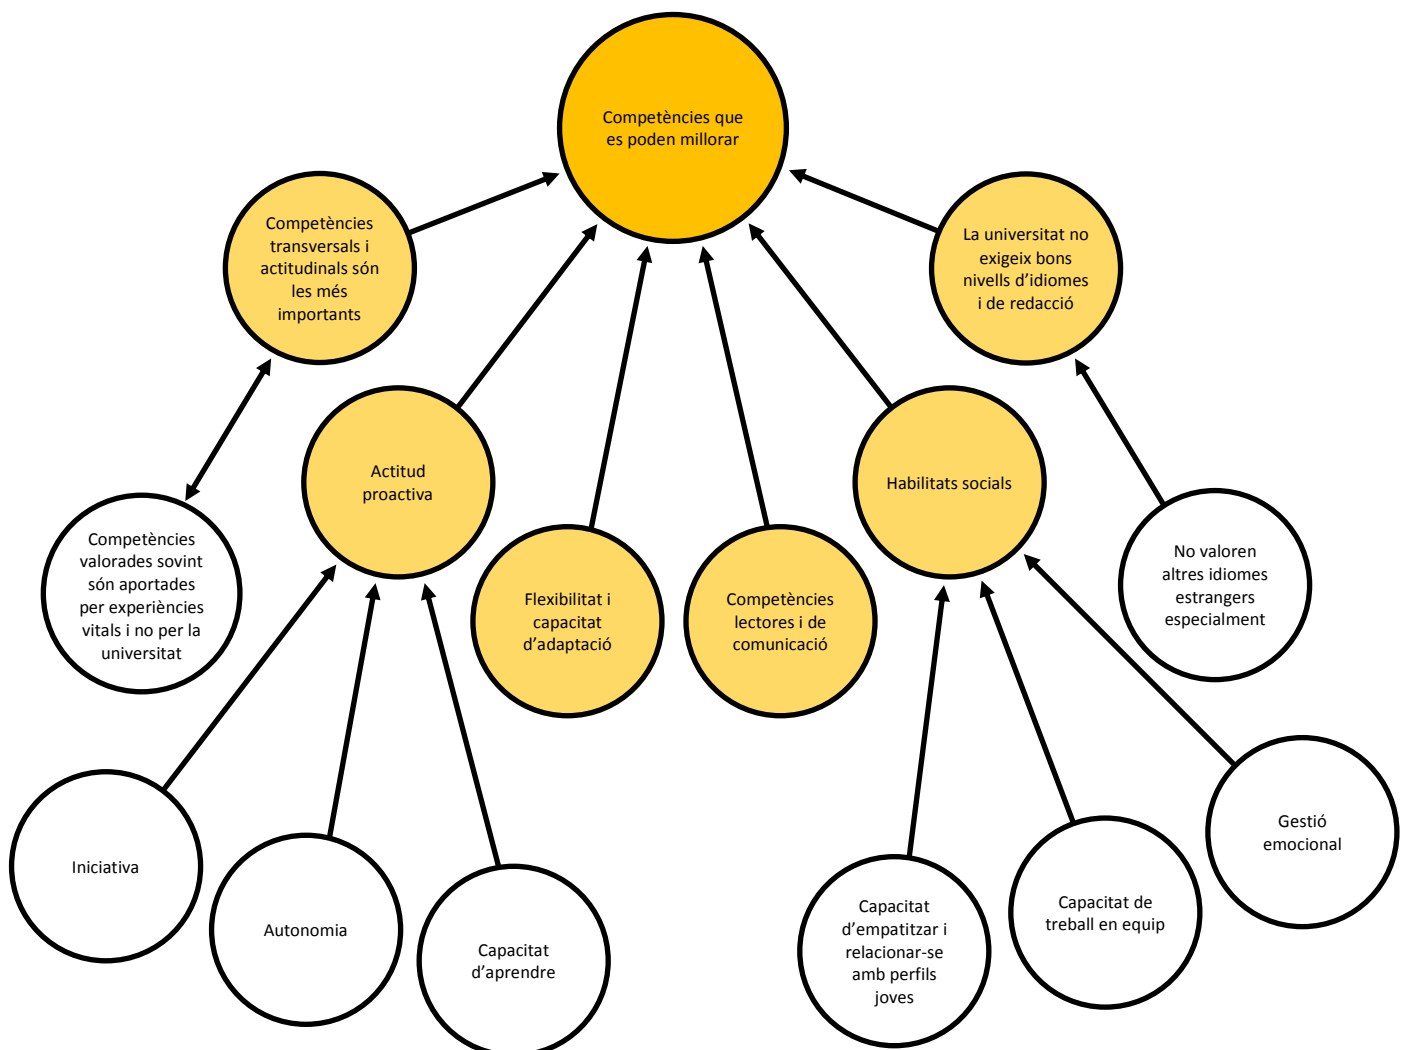 Competències que
es poden millorar
Competències
transversals i
actitudinals són
les més
importants
La universitat no
exigeix bons
nivells d’idiomes
i de redacció
Actitud
proactiva
Habilitats socials
Competències
valorades sovint
són aportades
per experiències
vitals i no per la
universitat
Flexibilitat i
capacitat
d’adaptació
Competències
lectores i de
comunicació
No valoren
altres idiomes
estrangers
especialment
Iniciativa
Autonomia
Capacitat
d’aprendre
Capacitat
d’empatitzar i
relacionar-se
amb perfils
joves
Capacitat de
treball en equip
Gestió
emocional